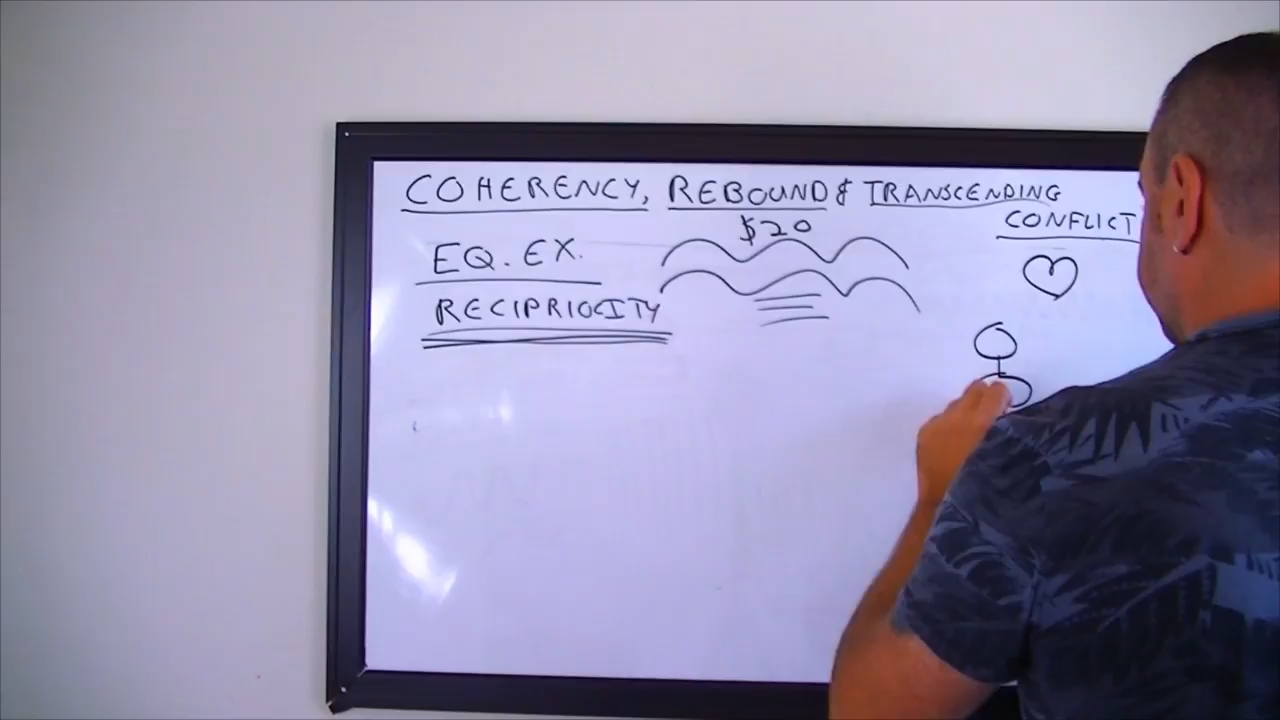 COHERENCY, REBOUND & TRANSCENDING
CONFLICT
$20
EQ. EX.
RECIPRIOCITY